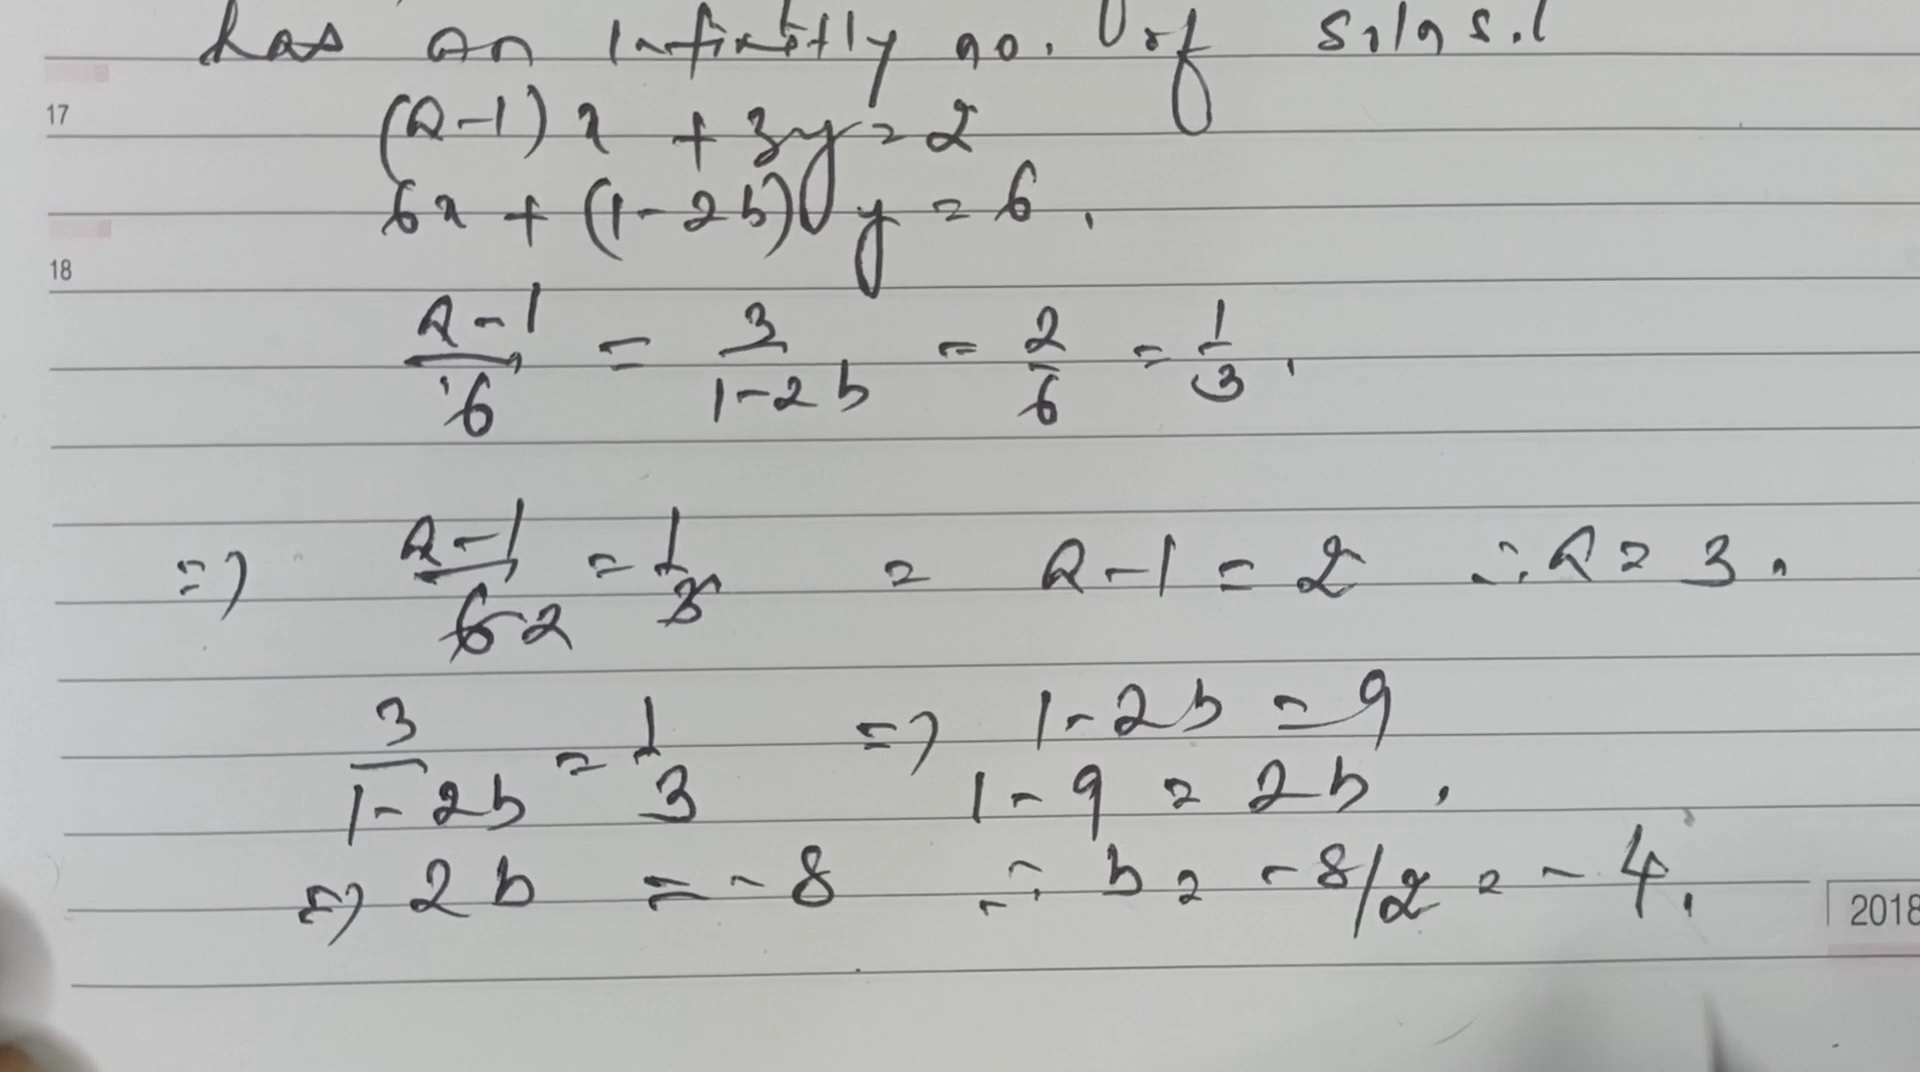 has an infinitly no. of solns.
17
(a-1) x + 3y = 2
6x + (1-2b) y = 6.
18
a-1/6 = 3/1-2b = 2/6 = 1/3.
=> a-1/6 2 = 1/3 = a-1 = 2 ∴ a = 3.
3/1-2b = 1/3 => 1-2b = 9
1-9 = 2b.
=> 2b = -8 ∴ b = -8/2 = -4.
2018